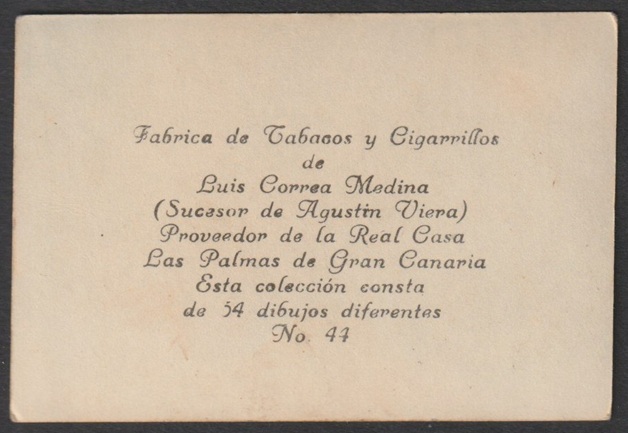 Fabrica de Tabacos y Cigarrillos
de
Luis Correa Medina
(Sucesor de Agustin Viera)
Proveedor de la Real Casa
Las Palmas de Gran Canaria
Esta colección consta
de 54 dibujos diferentes
No. 44